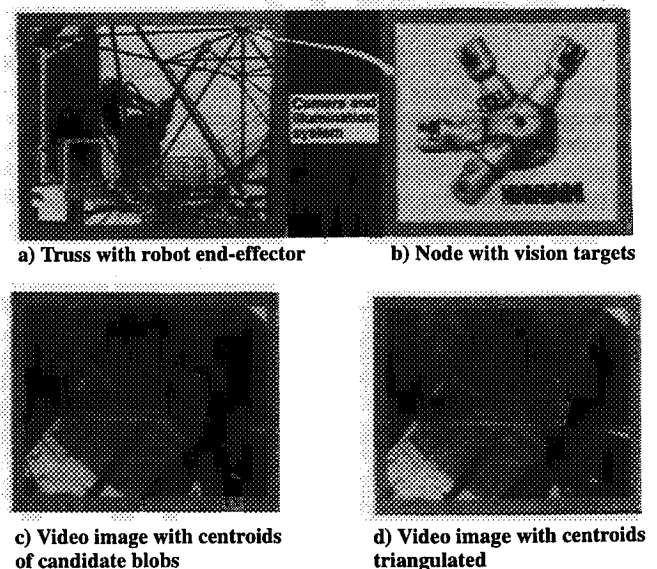 Camera and
illumination
system
a) Truss with robot end-effector
b) Node with vision targets
c) Video image with centroids
of candidate blobs
d) Video image with centroids
triangulated